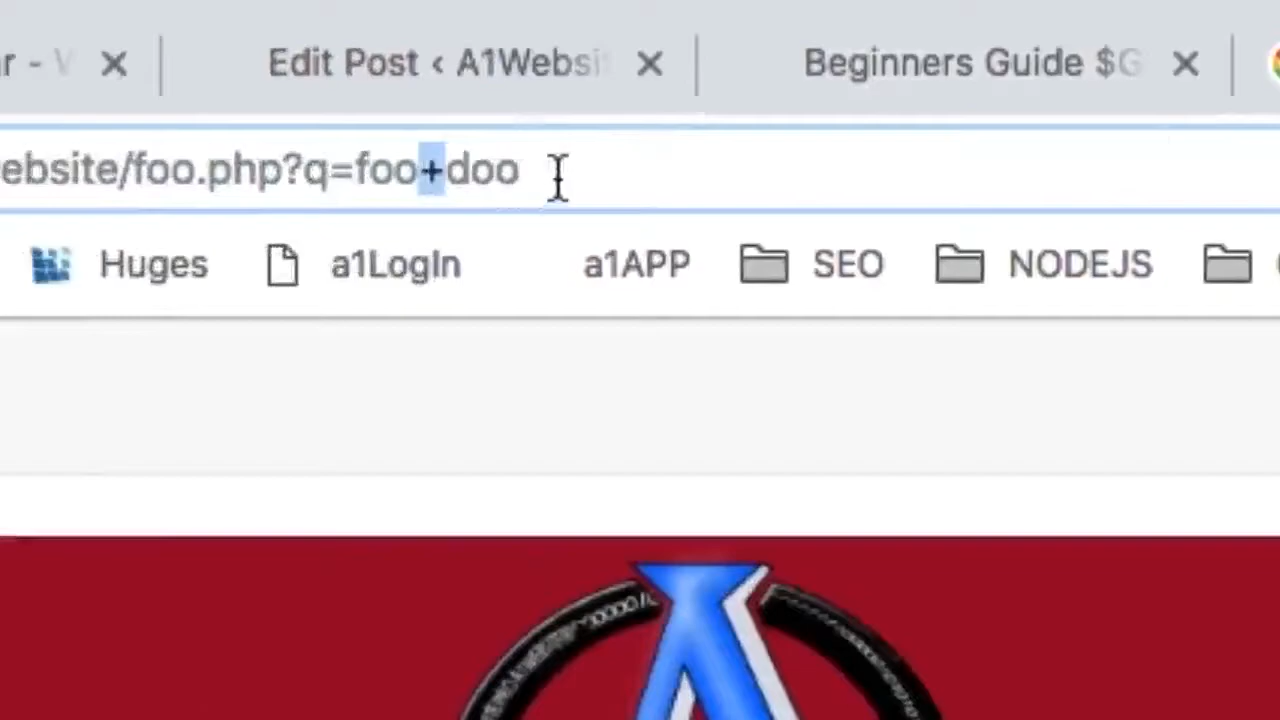 r - W Edit Post ‹ A1Websi Beginners Guide $G
ebsite/foo.php?q=foo+doo
Huges a1LogIn a1APP SEO NODEJS